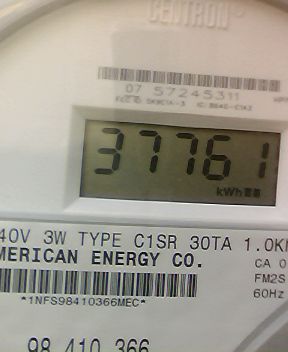 CENTRON
07 57245311
37761
kWh
40V 3W TYPE C1SR 30TA 1.0K
MERICAN ENERGY CO.
CA 0
FM2S
60Hz
*1NFS98410366MEC*
98 410 366